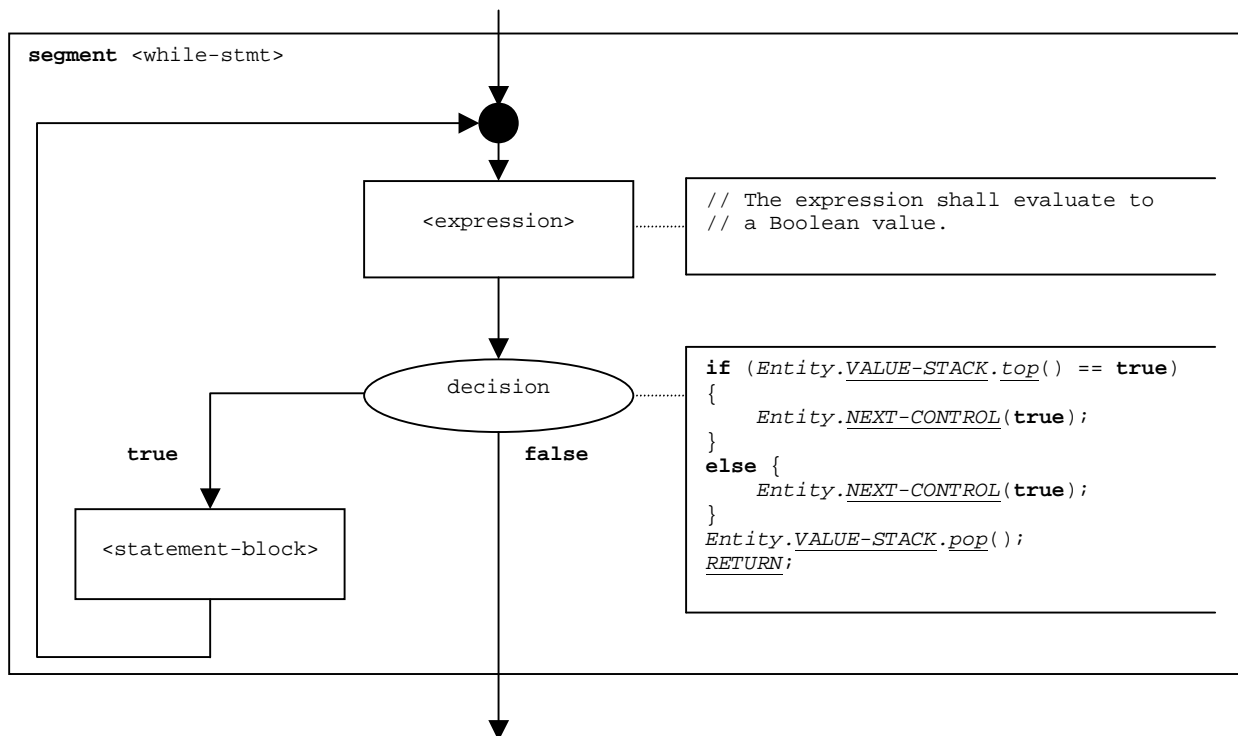 segment <while-stmt>
<expression>
// The expression shall evaluate to
// a Boolean value.
decision
true
false
<statement-block>
if (Entity.VALUE-STACK.top() == true)
{
Entity.NEXT-CONTROL(true);
}
else {
Entity.NEXT-CONTROL(true);
}
Entity.VALUE-STACK.pop();
RETURN;